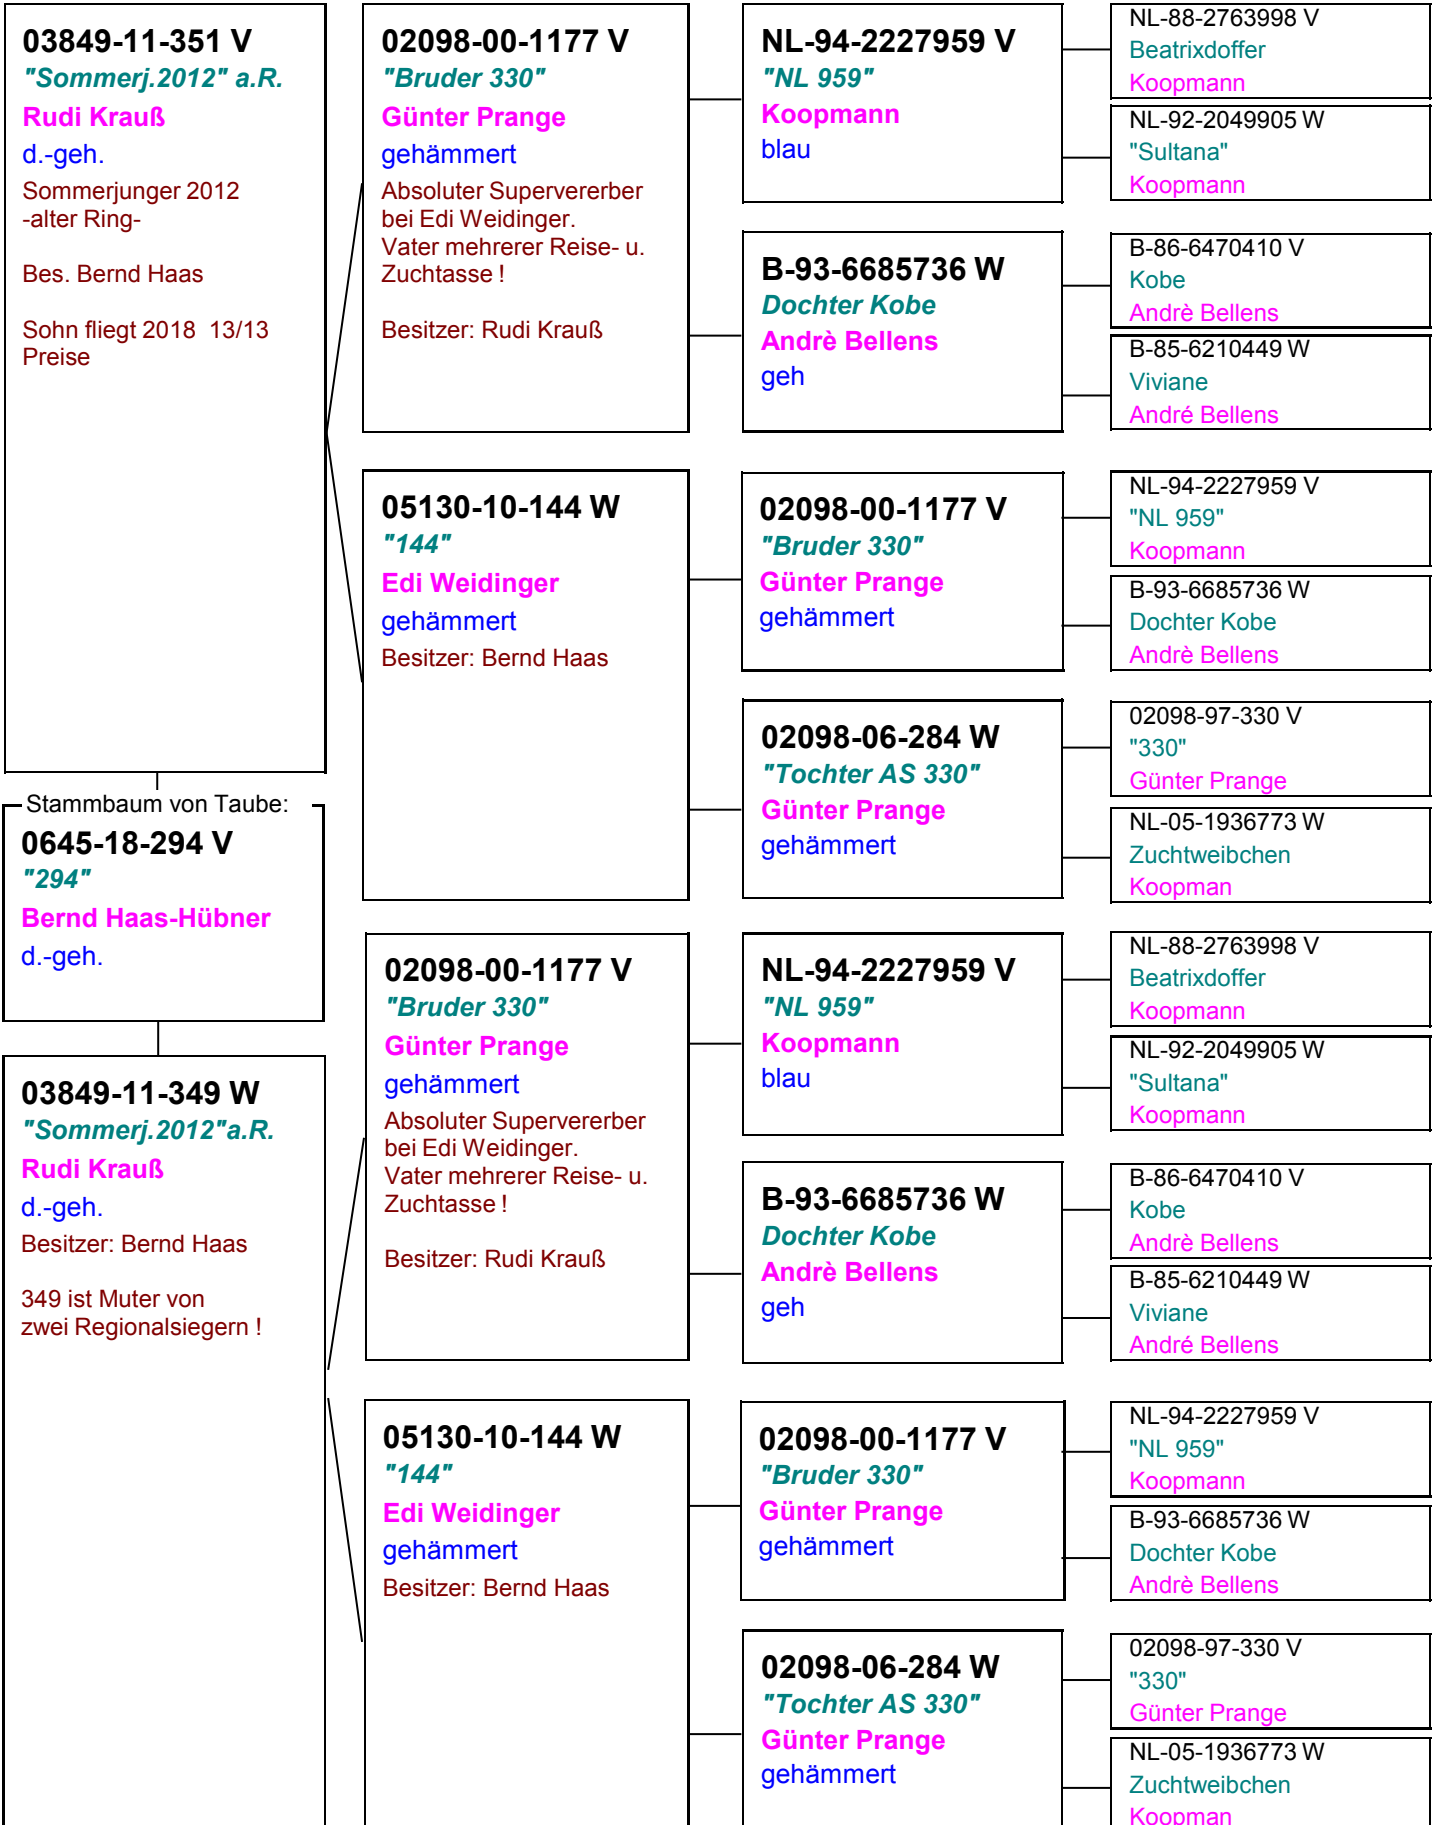 03849-11-351 V
"Sommerj.2012" a.R.
Rudi Krauß
d.-geh.
Sommerjunger 2012
-alter Ring-
Bes. Bernd Haas
Sohn fliegt 2018 13/13
Preise
Stammbaum von Taube:
0645-18-294 V
"294"
Bernd Haas-Hübner
d.-geh.
03849-11-349 W
"Sommerj.2012"a.R.
Rudi Krauß
d.-geh.
Besitzer: Bernd Haas
349 ist Muter von
zwei Regionalsiegern !
02098-00-1177 V
"Bruder 330"
Günter Prange
gehämmert
Absoluter Supervererber
bei Edi Weidinger.
Vater mehrerer Reise- u.
Zuchtasse !
Besitzer: Rudi Krauß
05130-10-144 W
"144"
Edi Weidinger
gehämmert
Besitzer: Bernd Haas
02098-00-1177 V
"Bruder 330"
Günter Prange
gehämmert
Absoluter Supervererber
bei Edi Weidinger.
Vater mehrerer Reise- u.
Zuchtasse !
Besitzer: Rudi Krauß
05130-10-144 W
"144"
Edi Weidinger
gehämmert
Besitzer: Bernd Haas
NL-94-2227959 V
"NL 959"
Koopmann
blau
B-93-6685736 W
Dochter Kobe
Andrè Bellens
geh
02098-00-1177 V
"Bruder 330"
Günter Prange
gehämmert
02098-06-284 W
"Tochter AS 330"
Günter Prange
gehämmert
NL-94-2227959 V
"NL 959"
Koopmann
blau
B-93-6685736 W
Dochter Kobe
Andrè Bellens
geh
02098-00-1177 V
"Bruder 330"
Günter Prange
gehämmert
02098-06-284 W
"Tochter AS 330"
Günter Prange
gehämmert
NL-88-2763998 V
Beatrixdoffer
Koopmann
NL-92-2049905 W
"Sultana"
Koopmann
B-86-6470410 V
Kobe
Andrè Bellens
B-85-6210449 W
Viviane
André Bellens
NL-94-2227959 V
"NL 959"
Koopmann
B-93-6685736 W
Dochter Kobe
Andrè Bellens
02098-97-330 V
"330"
Günter Prange
NL-05-1936773 W
Zuchtweibchen
Koopman
NL-88-2763998 V
Beatrixdoffer
Koopmann
NL-92-2049905 W
"Sultana"
Koopmann
B-86-6470410 V
Kobe
Andrè Bellens
B-85-6210449 W
Viviane
André Bellens
NL-94-2227959 V
"NL 959"
Koopmann
B-93-6685736 W
Dochter Kobe
Andrè Bellens
02098-97-330 V
"330"
Günter Prange
NL-05-1936773 W
Zuchtweibchen
Koopman